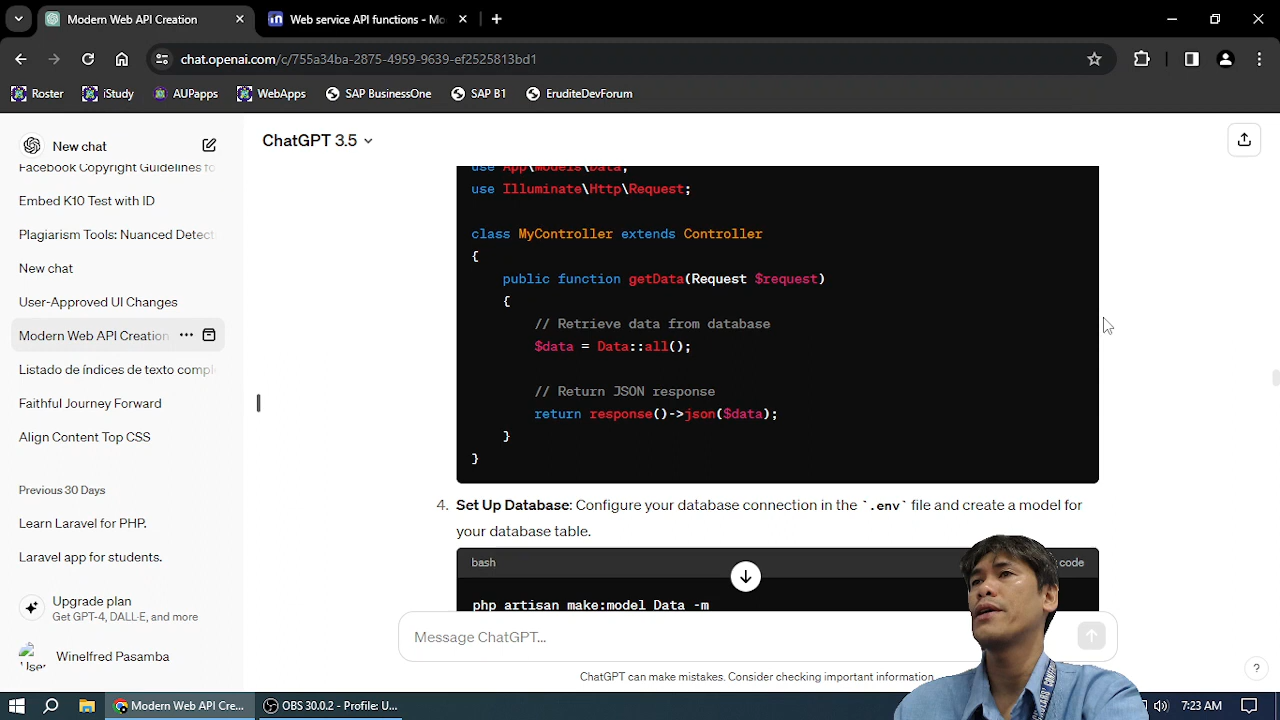 Modern Web API Creation
Web service API functions - Mo
chat.openai.com/c/755a34ba-2875-4959-9639-ef2525813bd1
Roster
iStudy
AUPapps
WebApps
SAP BusinessOne
SAP B1
EruditeDevForum
New chat
ChatGPT 3.5
Facebook Copyright Guidelines fo
Embed K10 Test with ID
Plagiarism Tools: Nuanced Detect
New chat
User-Approved UI Changes
Modern Web API Creation
Listado de índices de texto compl
Faithful Journey Forward
Align Content Top CSS
Previous 30 Days
Learn Laravel for PHP.
Laravel app for students.
Upgrade plan
Get GPT-4, DALL·E, and more
Winelfred Pasamba
use App\Models\Data;
use Illuminate\Http\Request;
class MyController extends Controller
{
public function getData(Request $request)
{
// Retrieve data from database
$data = Data::all();
// Return JSON response
return response()->json($data);
}
}
4. Set Up Database: Configure your database connection in the `.env` file and create a model for
your database table.
bash
code
php artisan make:model Data -m
Message ChatGPT...
ChatGPT can make mistakes. Consider checking important information.
?
Modern Web API Cre...
OBS 30.0.2 - Profile: U...
7:23 AM